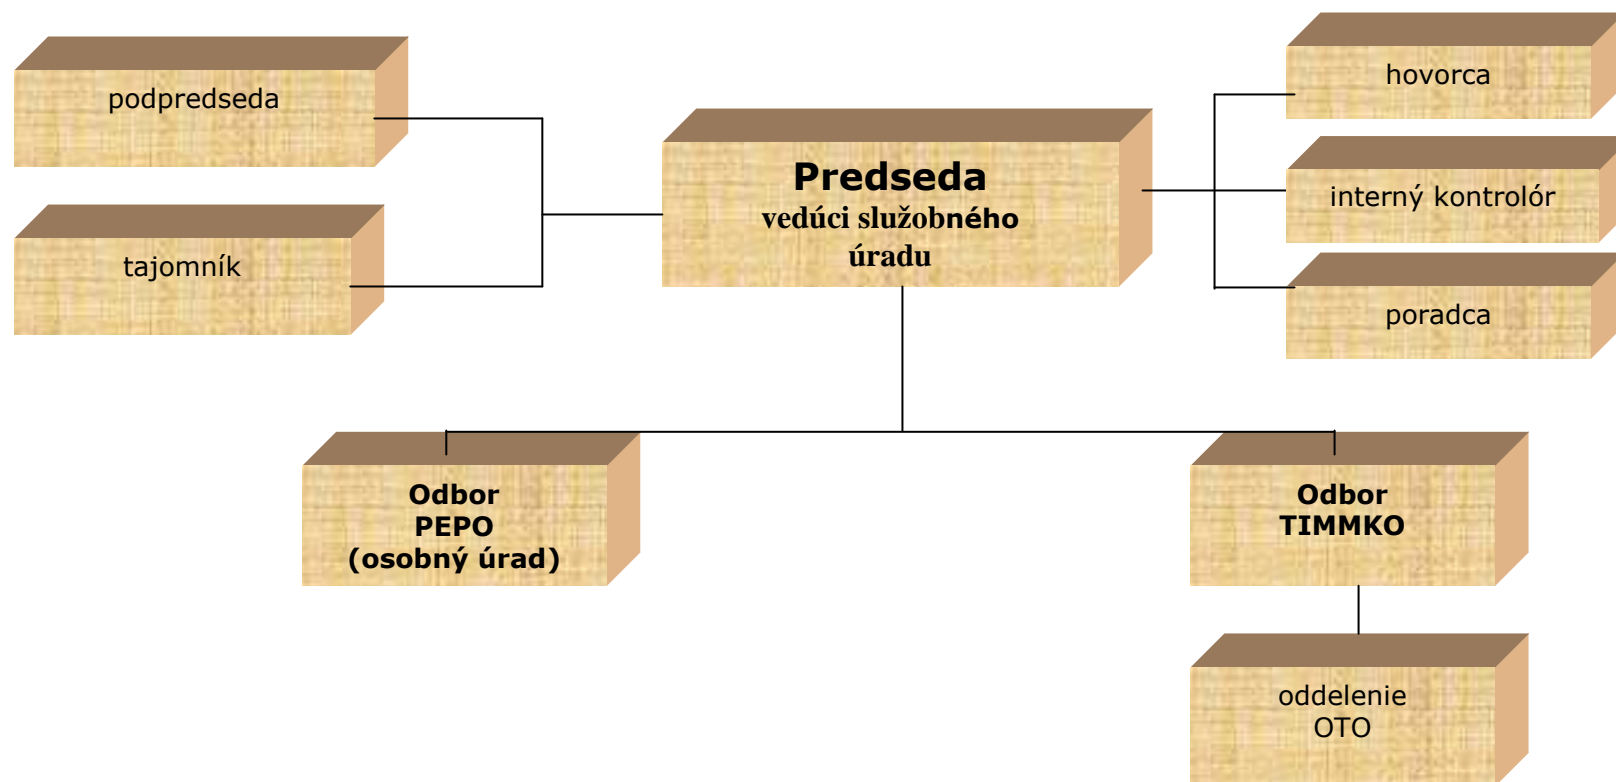 podpredseda
tajomník
Predseda
vedúci služobného
úradu
hovorca
interný kontrolór
poradca
Odbor
PEPO
(osobný úrad)
Odbor
TIMMKO
oddelenie
OTO